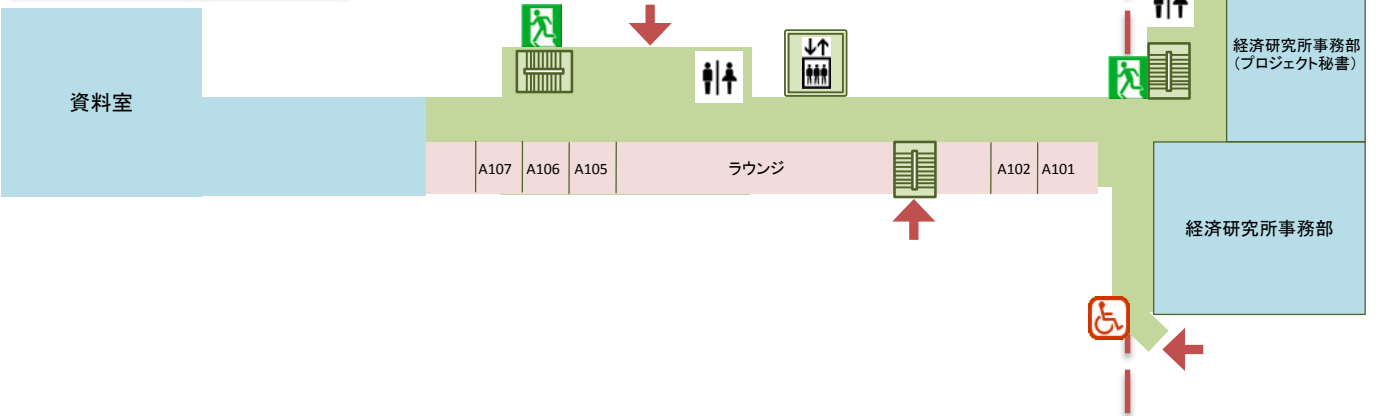 経済研究所事務部
（プロジェクト秘書）
資料室
A107
A106
A105
ラウンジ
A102
A101
経済研究所事務部